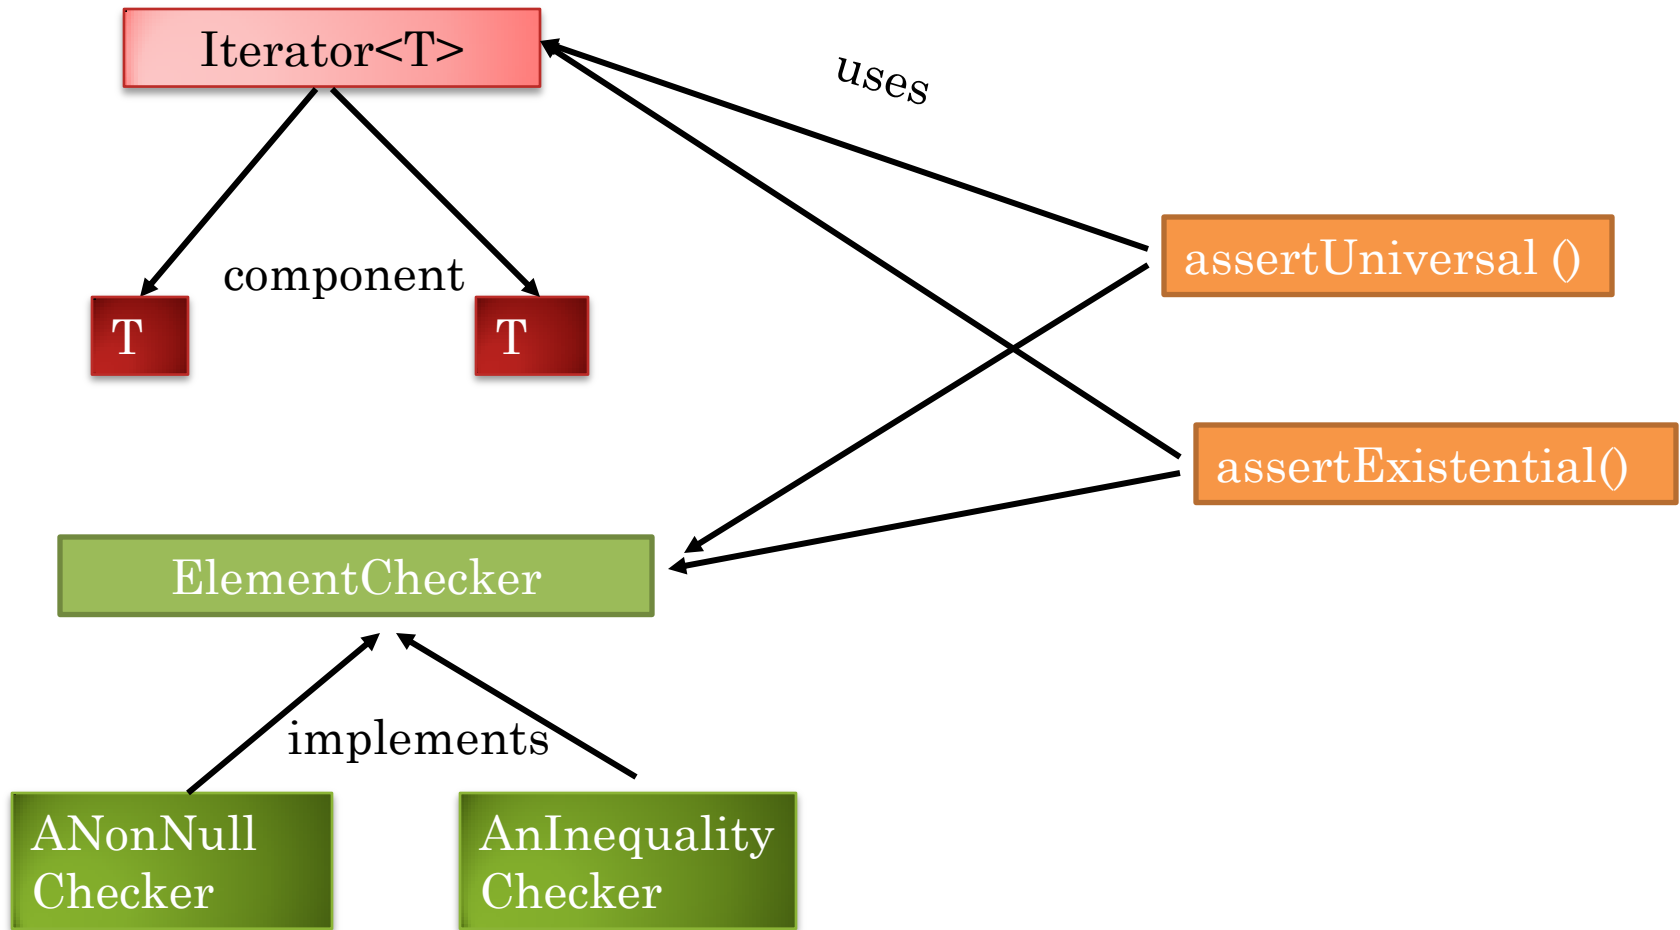 Iterator<T>
uses
assertUniversal ()
component
T
T
assertExistential()
ElementChecker
implements
ANonNull
Checker
AnInequality
Checker